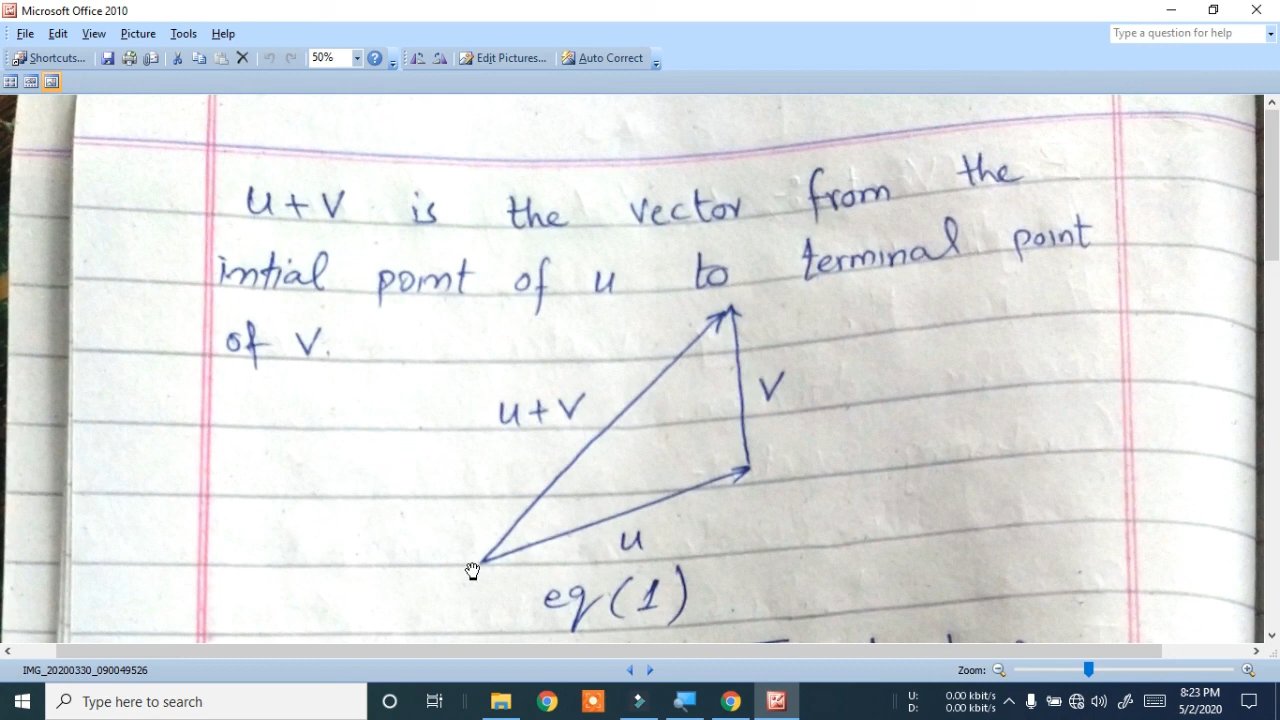 Microsoft Office 2010
File Edit View Picture Tools Help
Type a question for help
Shortcuts... 50% Edit Pictures... Auto Correct
u+v is the vector from the
intial point of u to terminal point
of v.
u+v
v
u
eq(1)
IMG_20200330_090049526
Zoom:
Type here to search
U: 0.00 kbit/s
D: 0.00 kbit/s
8:23 PM
5/2/2020